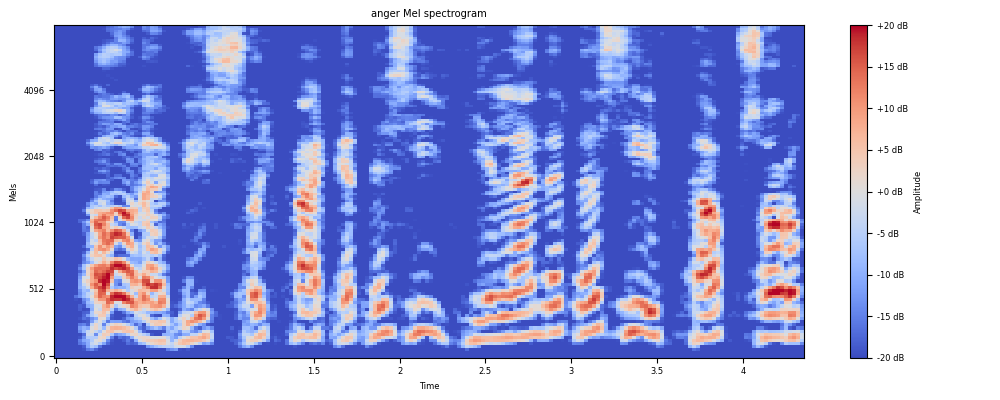 anger Mel spectrogram
Mels
4096
2048
1024
512
0
0
0.5
1
1.5
2
2.5
3
3.5
4
Time
+20 dB
+15 dB
+10 dB
+5 dB
+0 dB
-5 dB
-10 dB
-15 dB
-20 dB
Amplitude